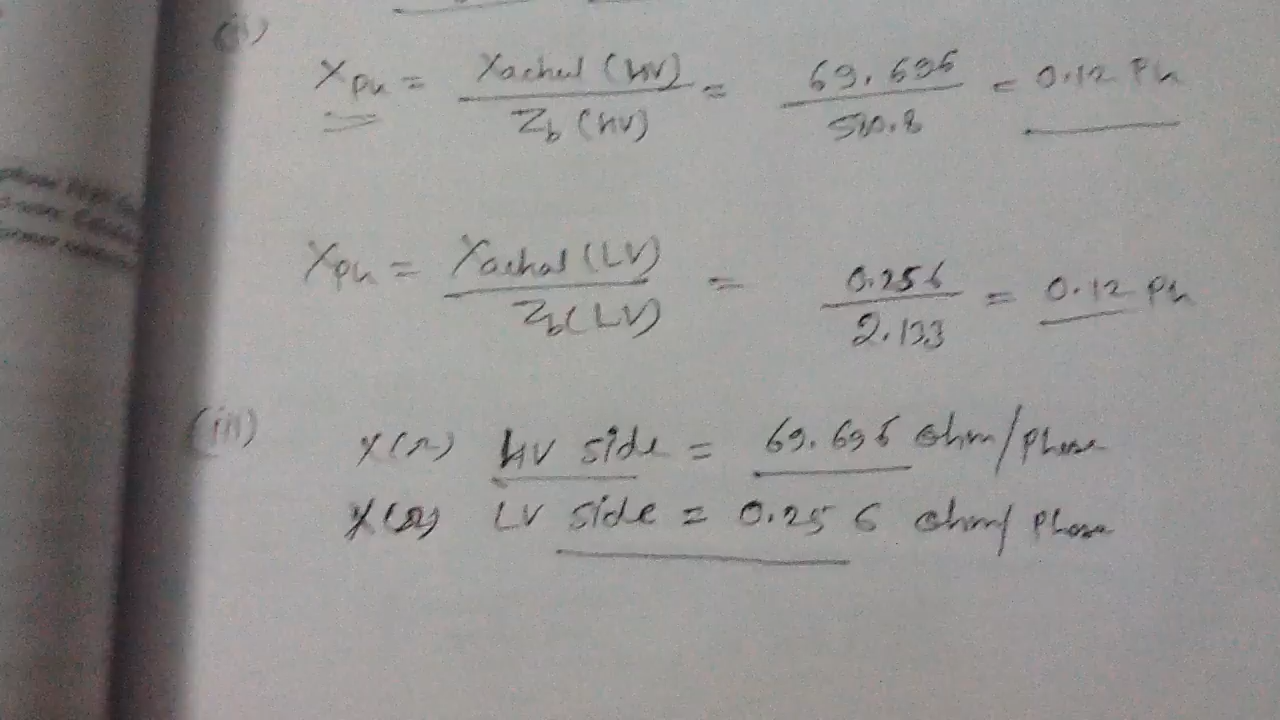 (ii)
Xpu = Xactual (HV) / Zb (HV) = 69.696 / 580.8 = 0.12 Pu
Xpu = Xactual (LV) / Zb (LV) = 0.256 / 2.133 = 0.12 Pu
(iii) X(Ω) HV side = 69.696 ohm/phase
X(Ω) LV side = 0.256 ohm/phase